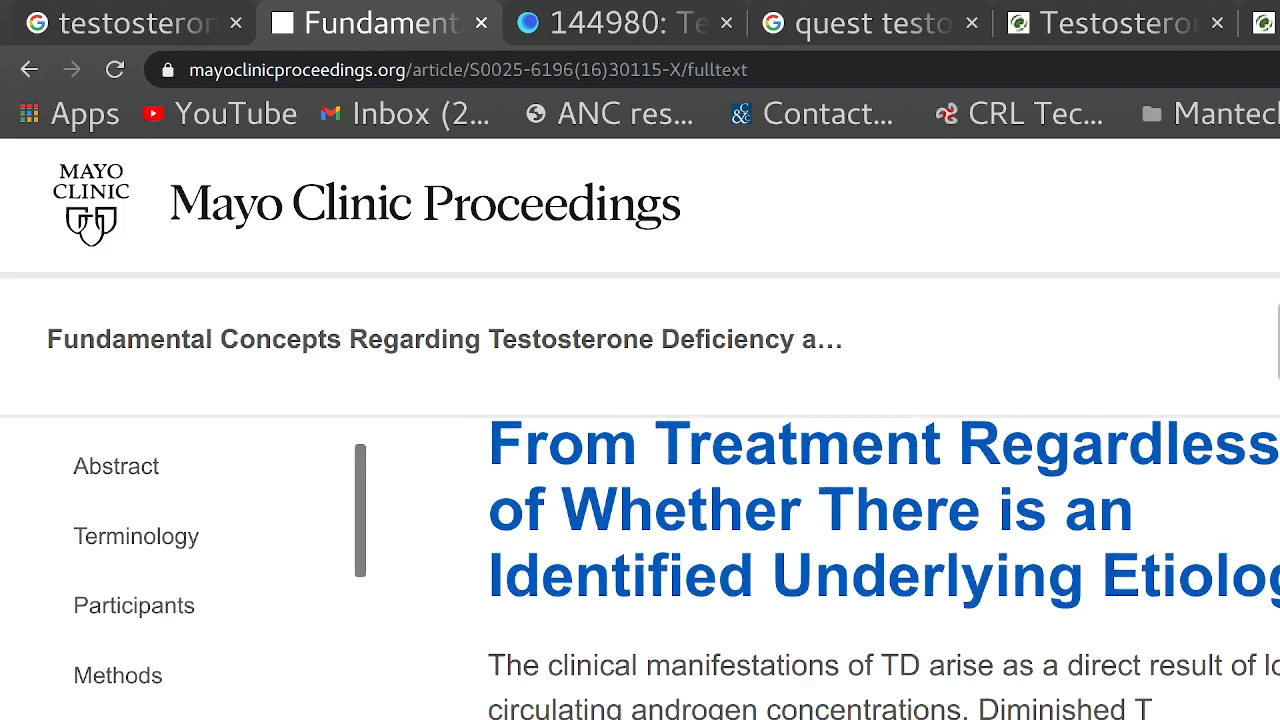 testosteron
Fundament
144980: Te
quest testo
Testosteron
mayoclinicproceedings.org/article/S0025-6196(16)30115-X/fulltext
Apps
YouTube
Inbox (2...
ANC res...
Contact...
CRL Tec...
Mantech
MAYO
CLINIC
Mayo Clinic Proceedings
Fundamental Concepts Regarding Testosterone Deficiency a...
Abstract
Terminology
Participants
Methods
From Treatment Regardless
of Whether There is an
Identified Underlying Etiolog
The clinical manifestations of TD arise as a direct result of lo
circulating androgen concentrations. Diminished T